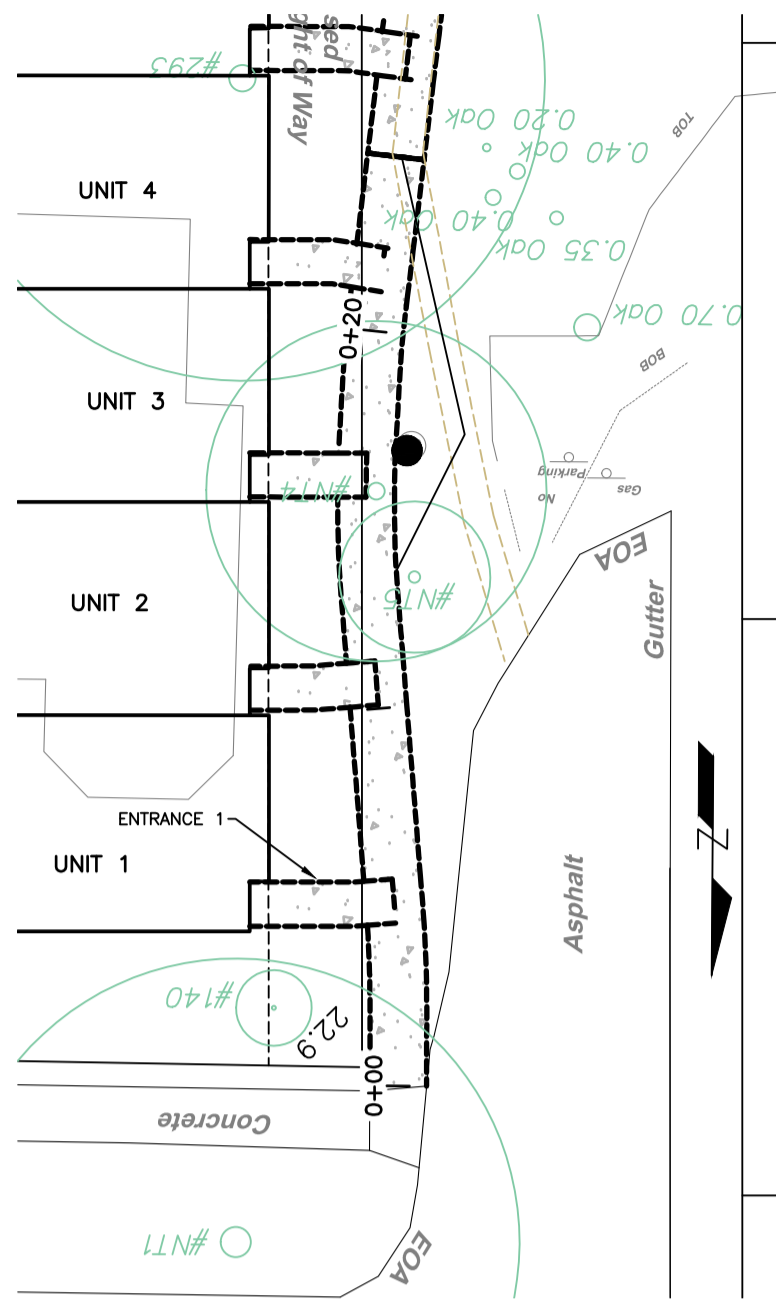 sed
ght of Way
#293
0.20 Oak
0.40 Oak
TOB
UNIT 4
0.40 Oak
0.35 Oak
0.70 Oak
0+20
BOB
UNIT 3
No
Parking
Gas
#NT4
EOA
#NT5
UNIT 2
Gutter
ENTRANCE 1
UNIT 1
Asphalt
Z
#140
22.9
0+00
Concrete
#NT1
EOA